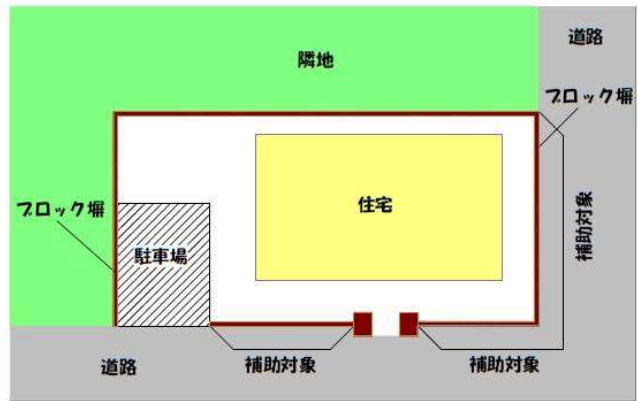 道路
隣地
ブロック塀
住宅
ブロック塀
補助対象
駐車場
道路
補助対象
補助対象